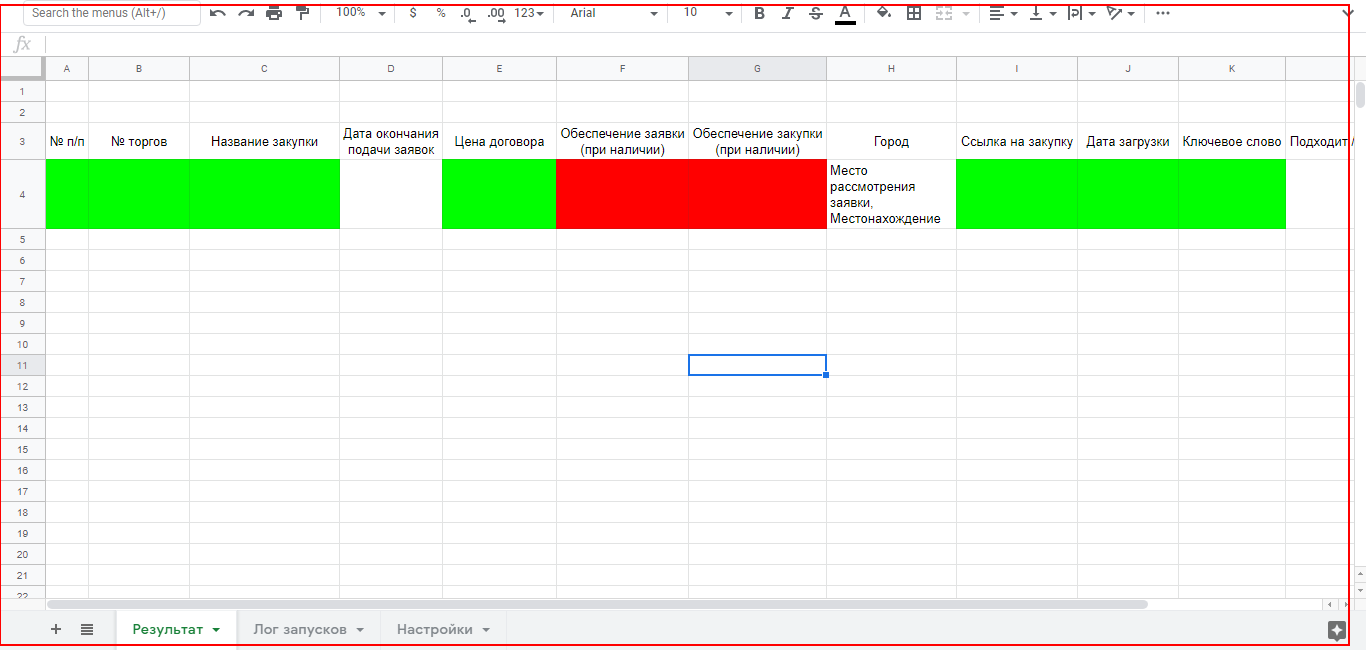 Search the menus (Alt+/)
100%
$
%
.0
.00
123
Arial
10
B
I
S
A
fx
A
B
C
D
E
F
G
H
I
J
K
1
2
3
№ п/п
№ торгов
Название закупки
Дата окончания
подачи заявок
Цена договора
Обеспечение заявки
(при наличии)
Обеспечение закупки
(при наличии)
Город
Ссылка на закупку
Дата загрузки
Ключевое слово
Подходит /
4
Место
рассмотрения
заявки,
Местонахождение
5
6
7
8
9
10
11
12
13
14
15
16
17
18
19
20
21
22
Результат
Лог запусков
Настройки